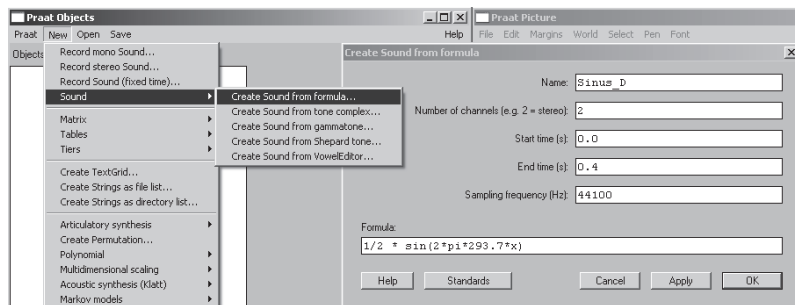 Praat Objects
Praat New Open Save Help
Objects
Record mono Sound...
Record stereo Sound...
Record Sound (fixed time)...
Sound
Matrix
Tables
Tiers
Create TextGrid...
Create Strings as file list...
Create Strings as directory list...
Articulatory synthesis
Create Permutation...
Polynomial
Multidimensional scaling
Acoustic synthesis (Klatt)
Markov models
Create Sound from formula...
Create Sound from tone complex...
Create Sound from gammatone...
Create Sound from Shepard tone...
Create Sound from VowelEditor...
Praat Picture
File Edit Margins World Select Pen Font
Create Sound from formula
Name: Sinus_D
Number of channels (e.g. 2 = stereo): 2
Start time (s): 0.0
End time (s): 0.4
Sampling frequency (Hz): 44100
Formula:
1/2 * sin(2*pi*293.7*x)
Help Standards Cancel Apply OK